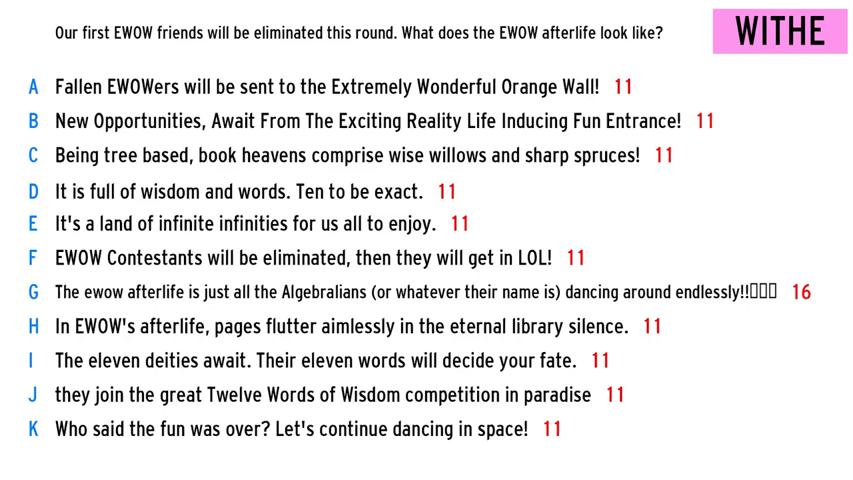 Our first EWOW friends will be eliminated this round. What does the EWOW afterlife look like?
WITHE
A Fallen EWOWers will be sent to the Extremely Wonderful Orange Wall! 11
B New Opportunities, Await From The Exciting Reality Life Inducing Fun Entrance! 11
C Being tree based, book heavens comprise wise willows and sharp spruces! 11
D It is full of wisdom and words. Ten to be exact. 11
E It's a land of infinite infinities for us all to enjoy. 11
F EWOW Contestants will be eliminated, then they will get in LOL! 11
G The ewow afterlife is just all the Algebralians (or whatever their name is) dancing around endlessly!!▯▯▯ 16
H In EWOW's afterlife, pages flutter aimlessly in the eternal library silence. 11
I The eleven deities await. Their eleven words will decide your fate. 11
J they join the great Twelve Words of Wisdom competition in paradise 11
K Who said the fun was over? Let's continue dancing in space! 11